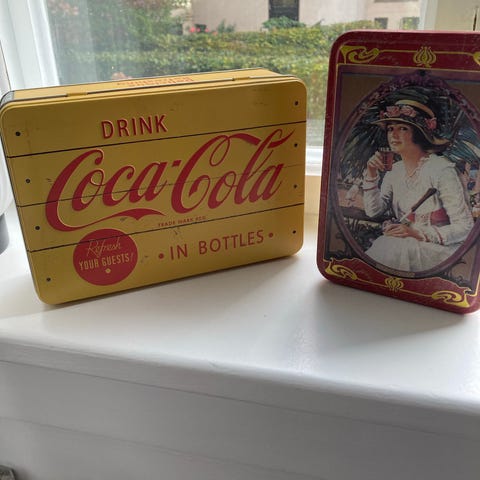 DRINK
Coca-Cola
TRADE MARK REG
Refresh
YOUR GUESTS!
• IN BOTTLES •